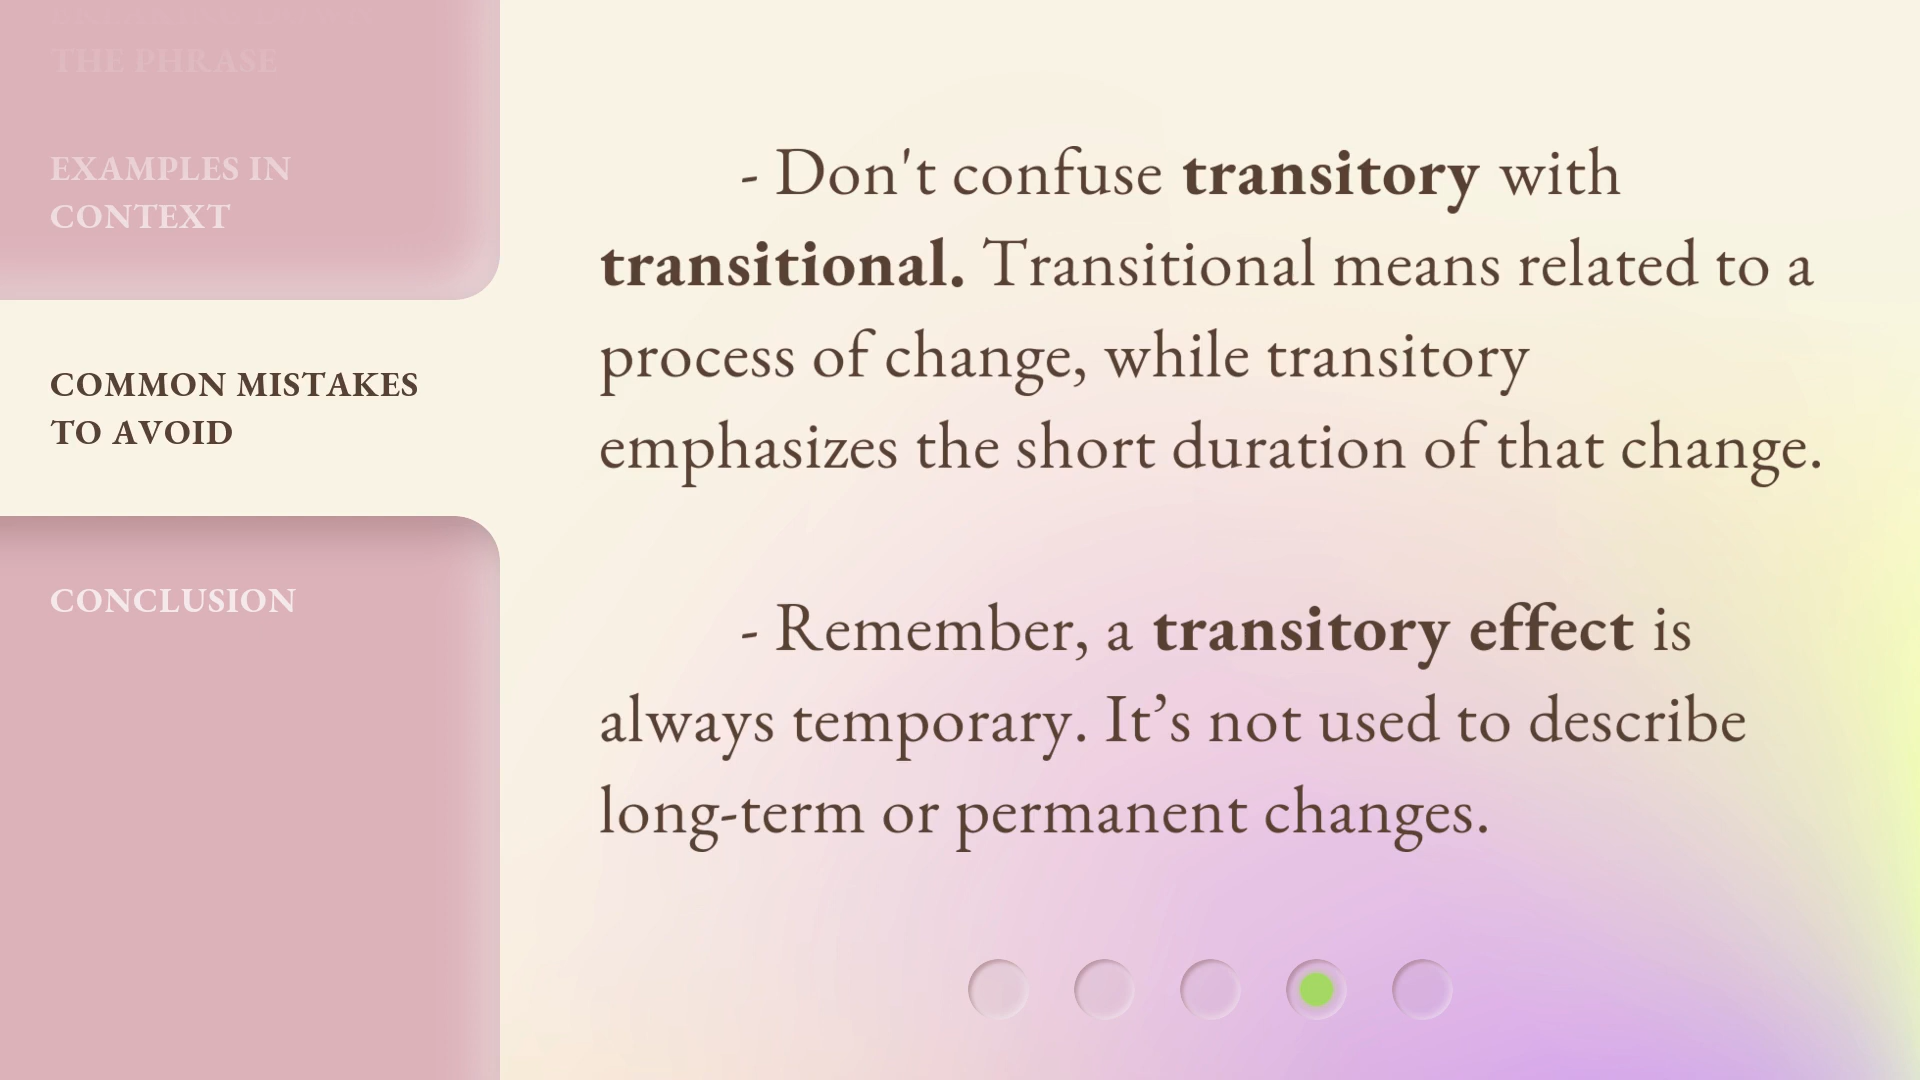 THE PHRASE
EXAMPLES IN
CONTEXT
COMMON MISTAKES
TO AVOID
CONCLUSION
- Don't confuse transitory with
transitional. Transitional means related to a
process of change, while transitory
emphasizes the short duration of that change.
- Remember, a transitory effect is
always temporary. It’s not used to describe
long-term or permanent changes.